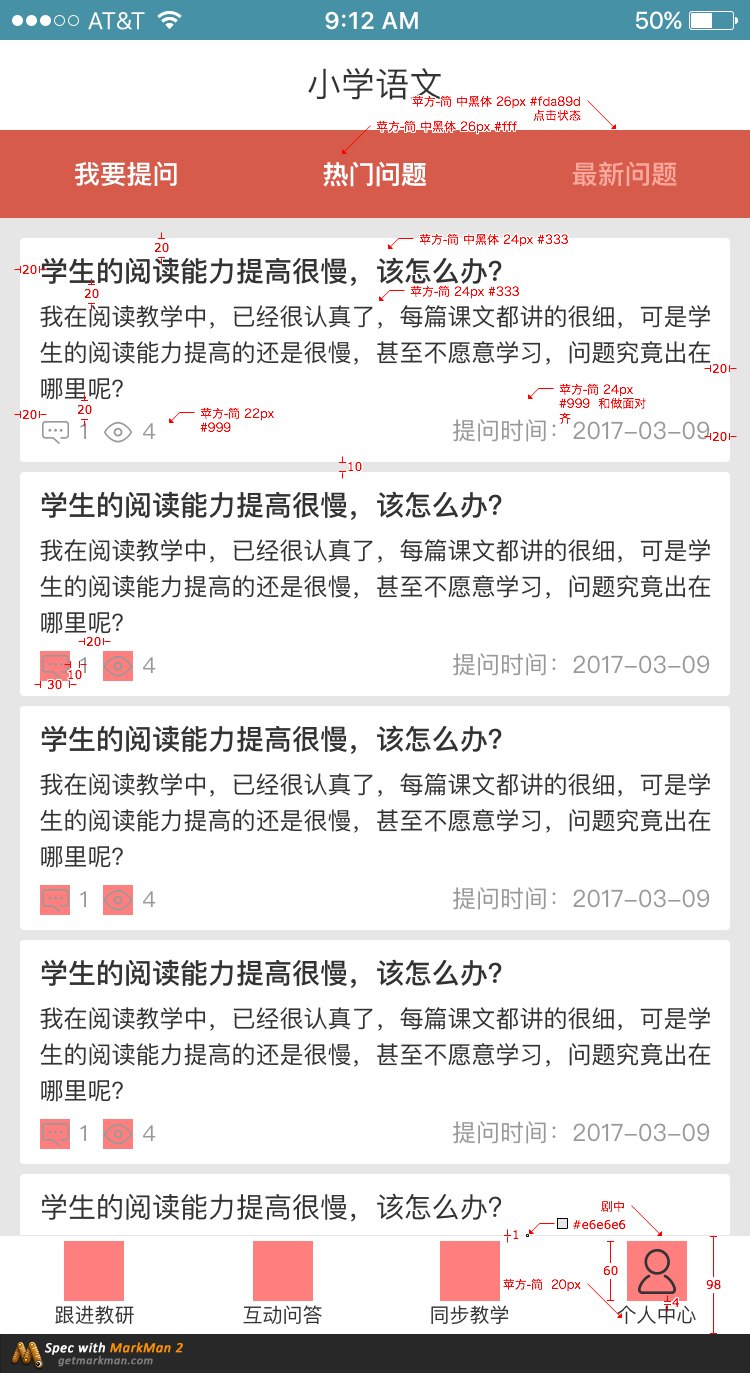 AT&T 9:12 AM 50%
小学语文
苹方-简 中黑体 26px #fda89d
点击状态
苹方-简 中黑体 26px #fff
我要提问 热门问题 最新问题
20
苹方-简 中黑体 24px #333
20
学生的阅读能力提高很慢，该怎么办?
20
苹方-简 24px #333
我在阅读教学中，已经很认真了，每篇课文都讲的很细，可是学
生的阅读能力提高的还是很慢，甚至不愿意学习，问题究竟出在
20
哪里呢?
苹方-简 24px
#999 和做面对
齐
20
20
苹方-简 22px
#999
1 4 提问时间：2017-03-09
20
10
学生的阅读能力提高很慢，该怎么办?
我在阅读教学中，已经很认真了，每篇课文都讲的很细，可是学
生的阅读能力提高的还是很慢，甚至不愿意学习，问题究竟出在
哪里呢?
20
1 4 提问时间：2017-03-09
10
30
学生的阅读能力提高很慢，该怎么办?
我在阅读教学中，已经很认真了，每篇课文都讲的很细，可是学
生的阅读能力提高的还是很慢，甚至不愿意学习，问题究竟出在
哪里呢?
1 4 提问时间：2017-03-09
学生的阅读能力提高很慢，该怎么办?
我在阅读教学中，已经很认真了，每篇课文都讲的很细，可是学
生的阅读能力提高的还是很慢，甚至不愿意学习，问题究竟出在
哪里呢?
1 4 提问时间：2017-03-09
学生的阅读能力提高很慢，该怎么办?
剧中
1 #e6e6e6
60
98
苹方-简 20px
4
跟进教研 互动问答 同步教学 个人中心
Spec with MarkMan 2
getmarkman.com